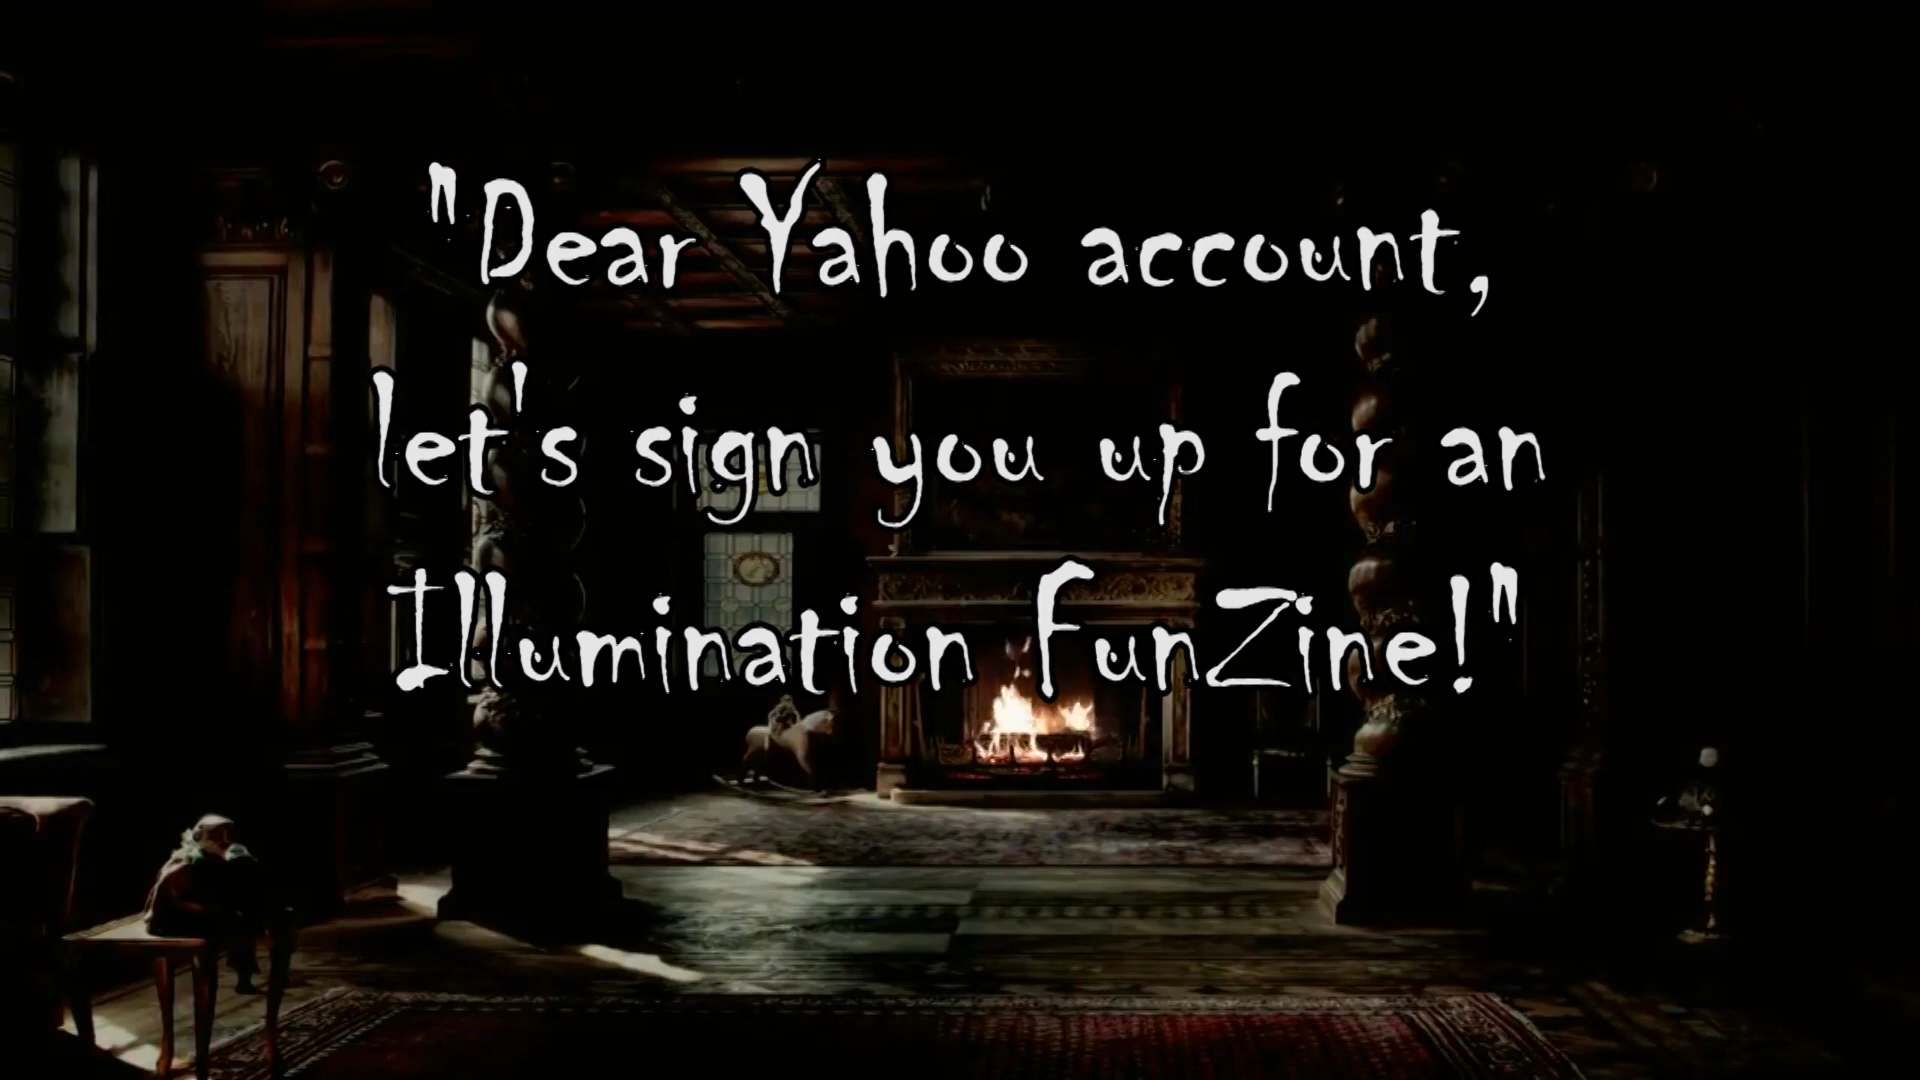 "Dear Yahoo account,
let's sign you up for an
Illumination FunZine!"